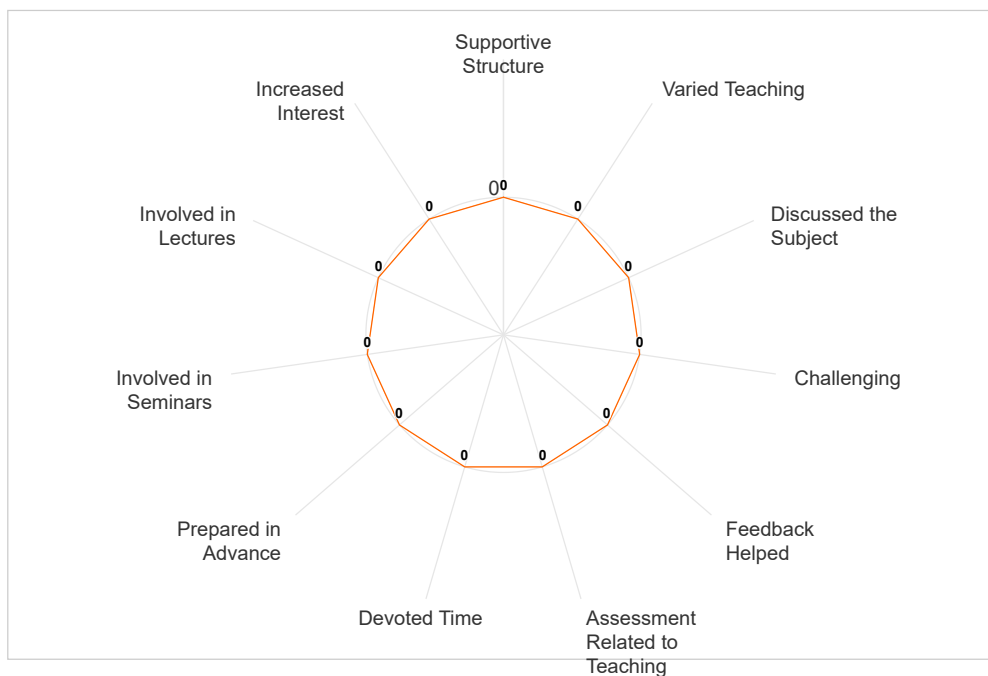 Supportive
Structure
Increased
Interest
Varied Teaching
0
0
0
0
Involved in
Lectures
Discussed the
Subject
0
0
0
0
Involved in
Seminars
Challenging
0
0
0
0
Prepared in
Advance
Feedback
Helped
Devoted Time
Assessment
Related to
Teaching